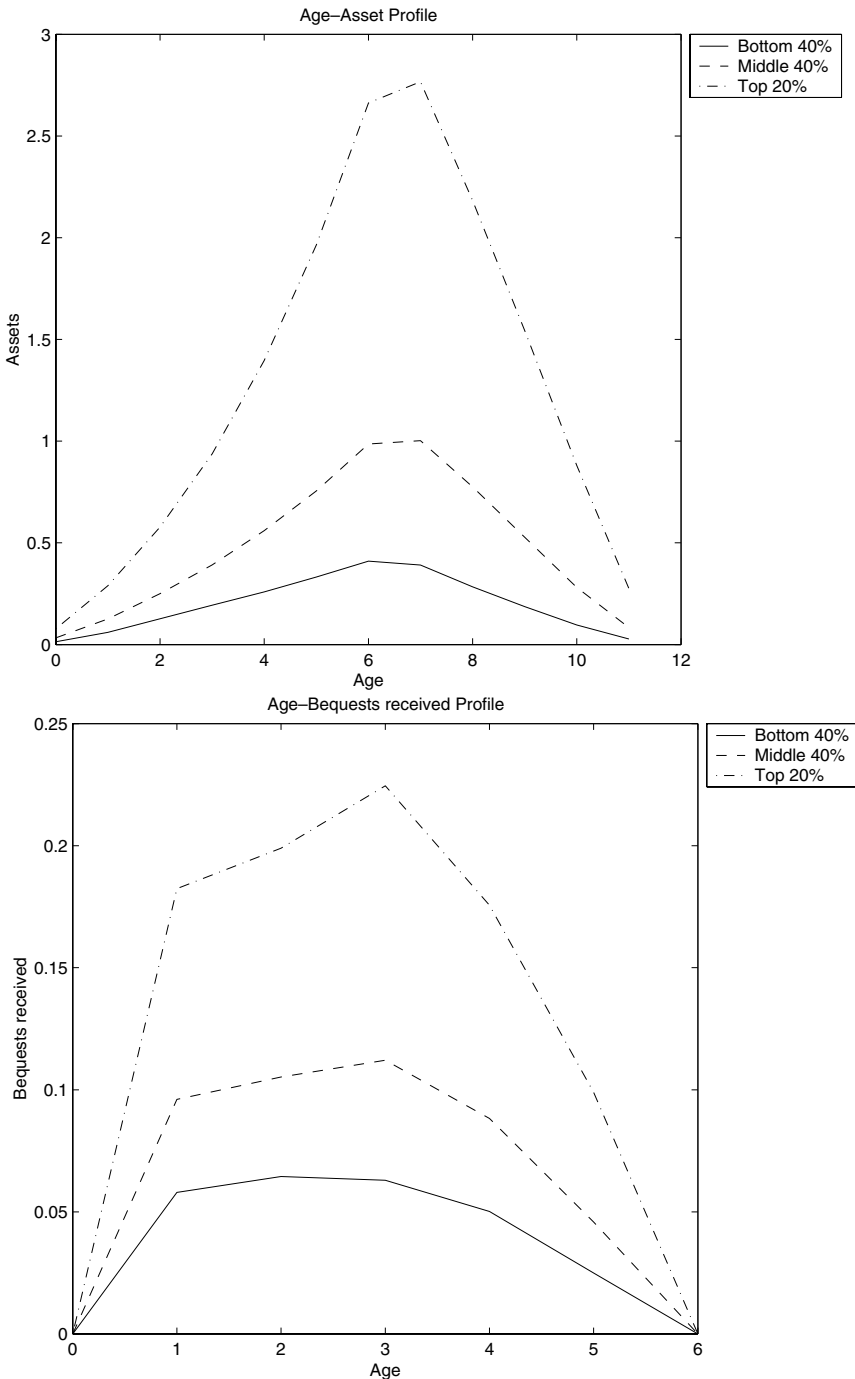 Age–Asset Profile
Bottom 40%
Middle 40%
Top 20%
3
2.5
2
1.5
1
0.5
0
Assets
0 2 4 6 8 10 12
Age
Age–Bequests received Profile
Bottom 40%
Middle 40%
Top 20%
0.25
0.2
0.15
0.1
0.05
0
Bequests received
0 1 2 3 4 5 6
Age